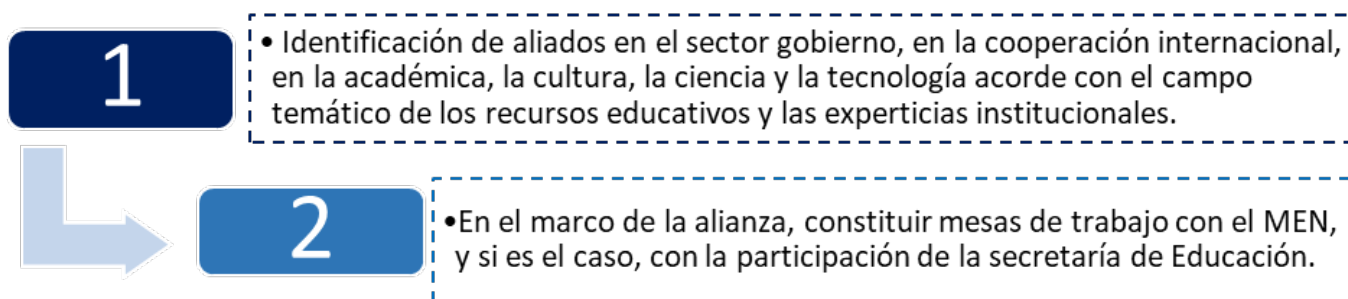 1
• Identificación de aliados en el sector gobierno, en la cooperación internacional,
en la académica, la cultura, la ciencia y la tecnología acorde con el campo
temático de los recursos educativos y las experticias institucionales.
2
•En el marco de la alianza, constituir mesas de trabajo con el MEN,
y si es el caso, con la participación de la secretaría de Educación.